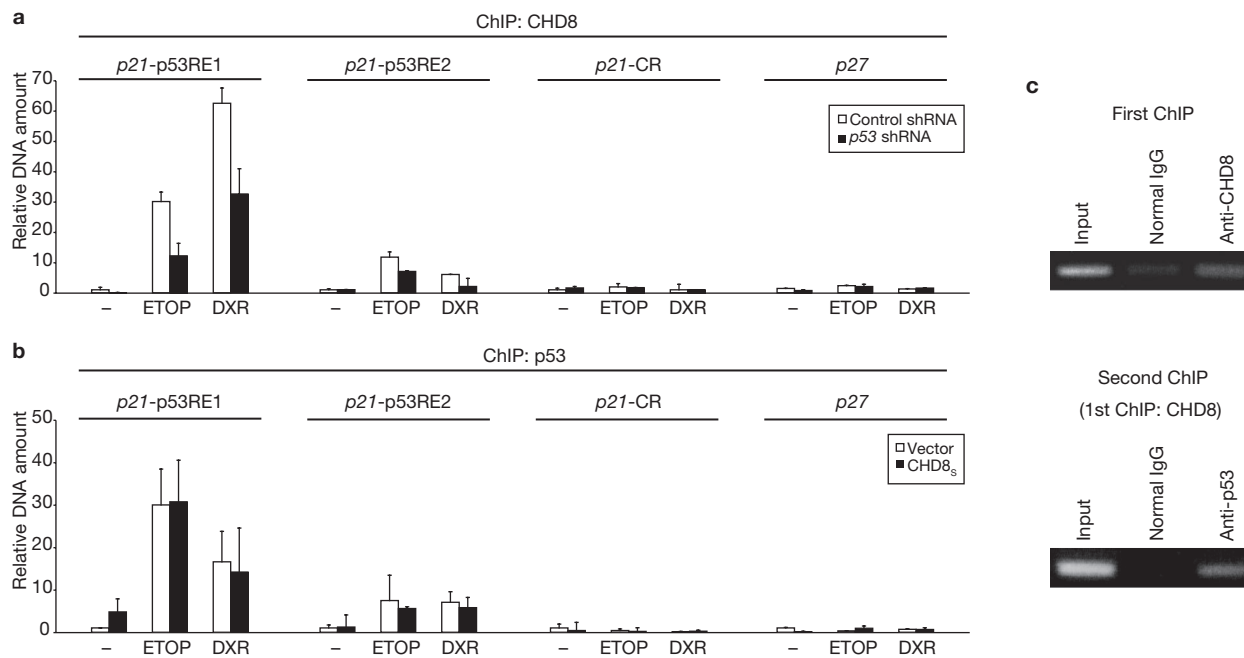 a
ChIP: CHD8
p21-p53RE1 p21-p53RE2 p21-CR p27
Relative DNA amount
70
60
50
40
30
20
10
0
Control shRNA
p53 shRNA
– ETOP DXR – ETOP DXR – ETOP DXR – ETOP DXR
b
ChIP: p53
p21-p53RE1 p21-p53RE2 p21-CR p27
Relative DNA amount
50
40
30
20
10
0
Vector
CHD8s
– ETOP DXR – ETOP DXR – ETOP DXR – ETOP DXR
c
First ChIP
Input
Normal IgG
Anti-CHD8
Second ChIP
(1st ChIP: CHD8)
Input
Normal IgG
Anti-p53